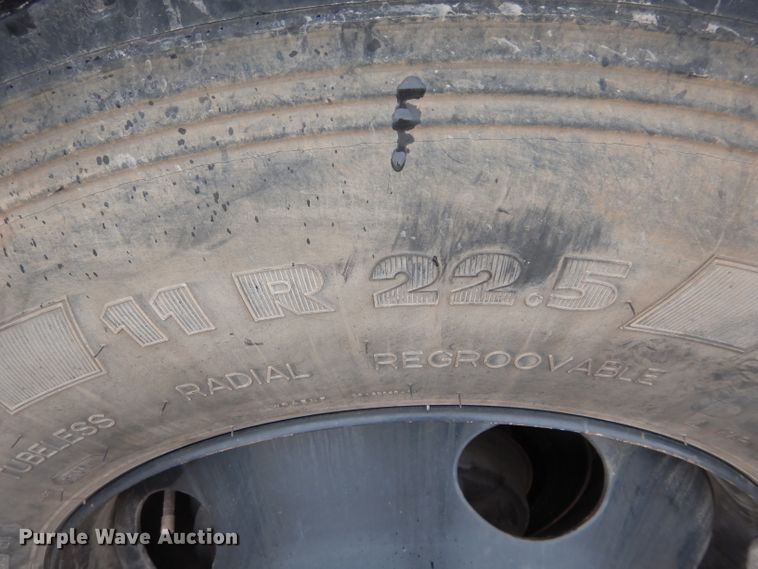 11 R 22.5
TUBELESS RADIAL REGROOVABLE
Purple Wave Auction®